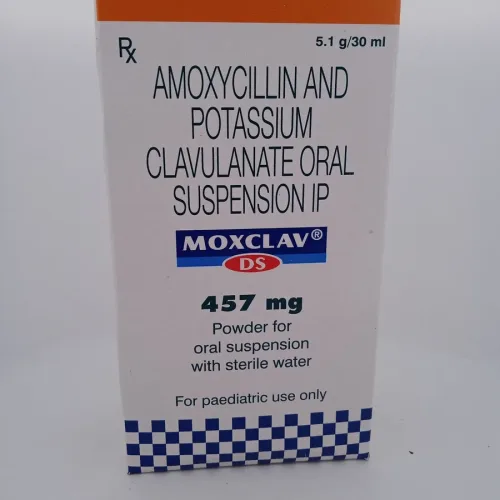 Rx
5.1 g/30 ml
AMOXYCILLIN AND
POTASSIUM
CLAVULANATE ORAL
SUSPENSION IP
MOXCLAV®
DS
457 mg
Powder for
oral suspension
with sterile water
For paediatric use only